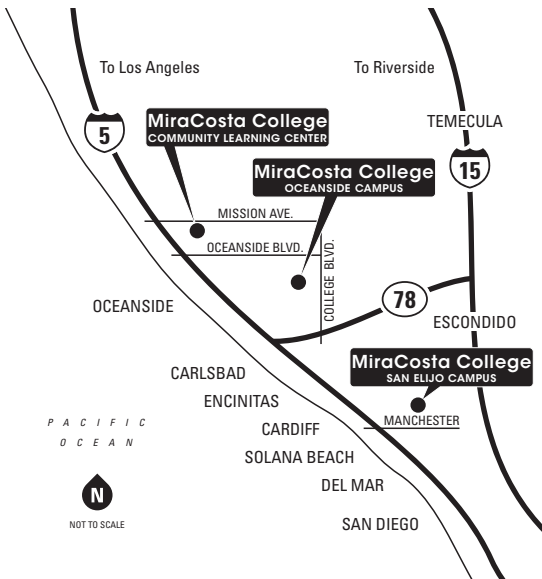 To Los Angeles
To Riverside
5
MiraCosta College
COMMUNITY LEARNING CENTER
TEMECULA
15
MiraCosta College
OCEANSIDE CAMPUS
MISSION AVE.
OCEANSIDE BLVD.
COLLEGE BLVD.
78
OCEANSIDE
ESCONDIDO
MiraCosta College
SAN ELIJO CAMPUS
CARLSBAD
ENCINITAS
MANCHESTER
CARDIFF
PACIFIC
OCEAN
SOLANA BEACH
DEL MAR
N
NOT TO SCALE
SAN DIEGO